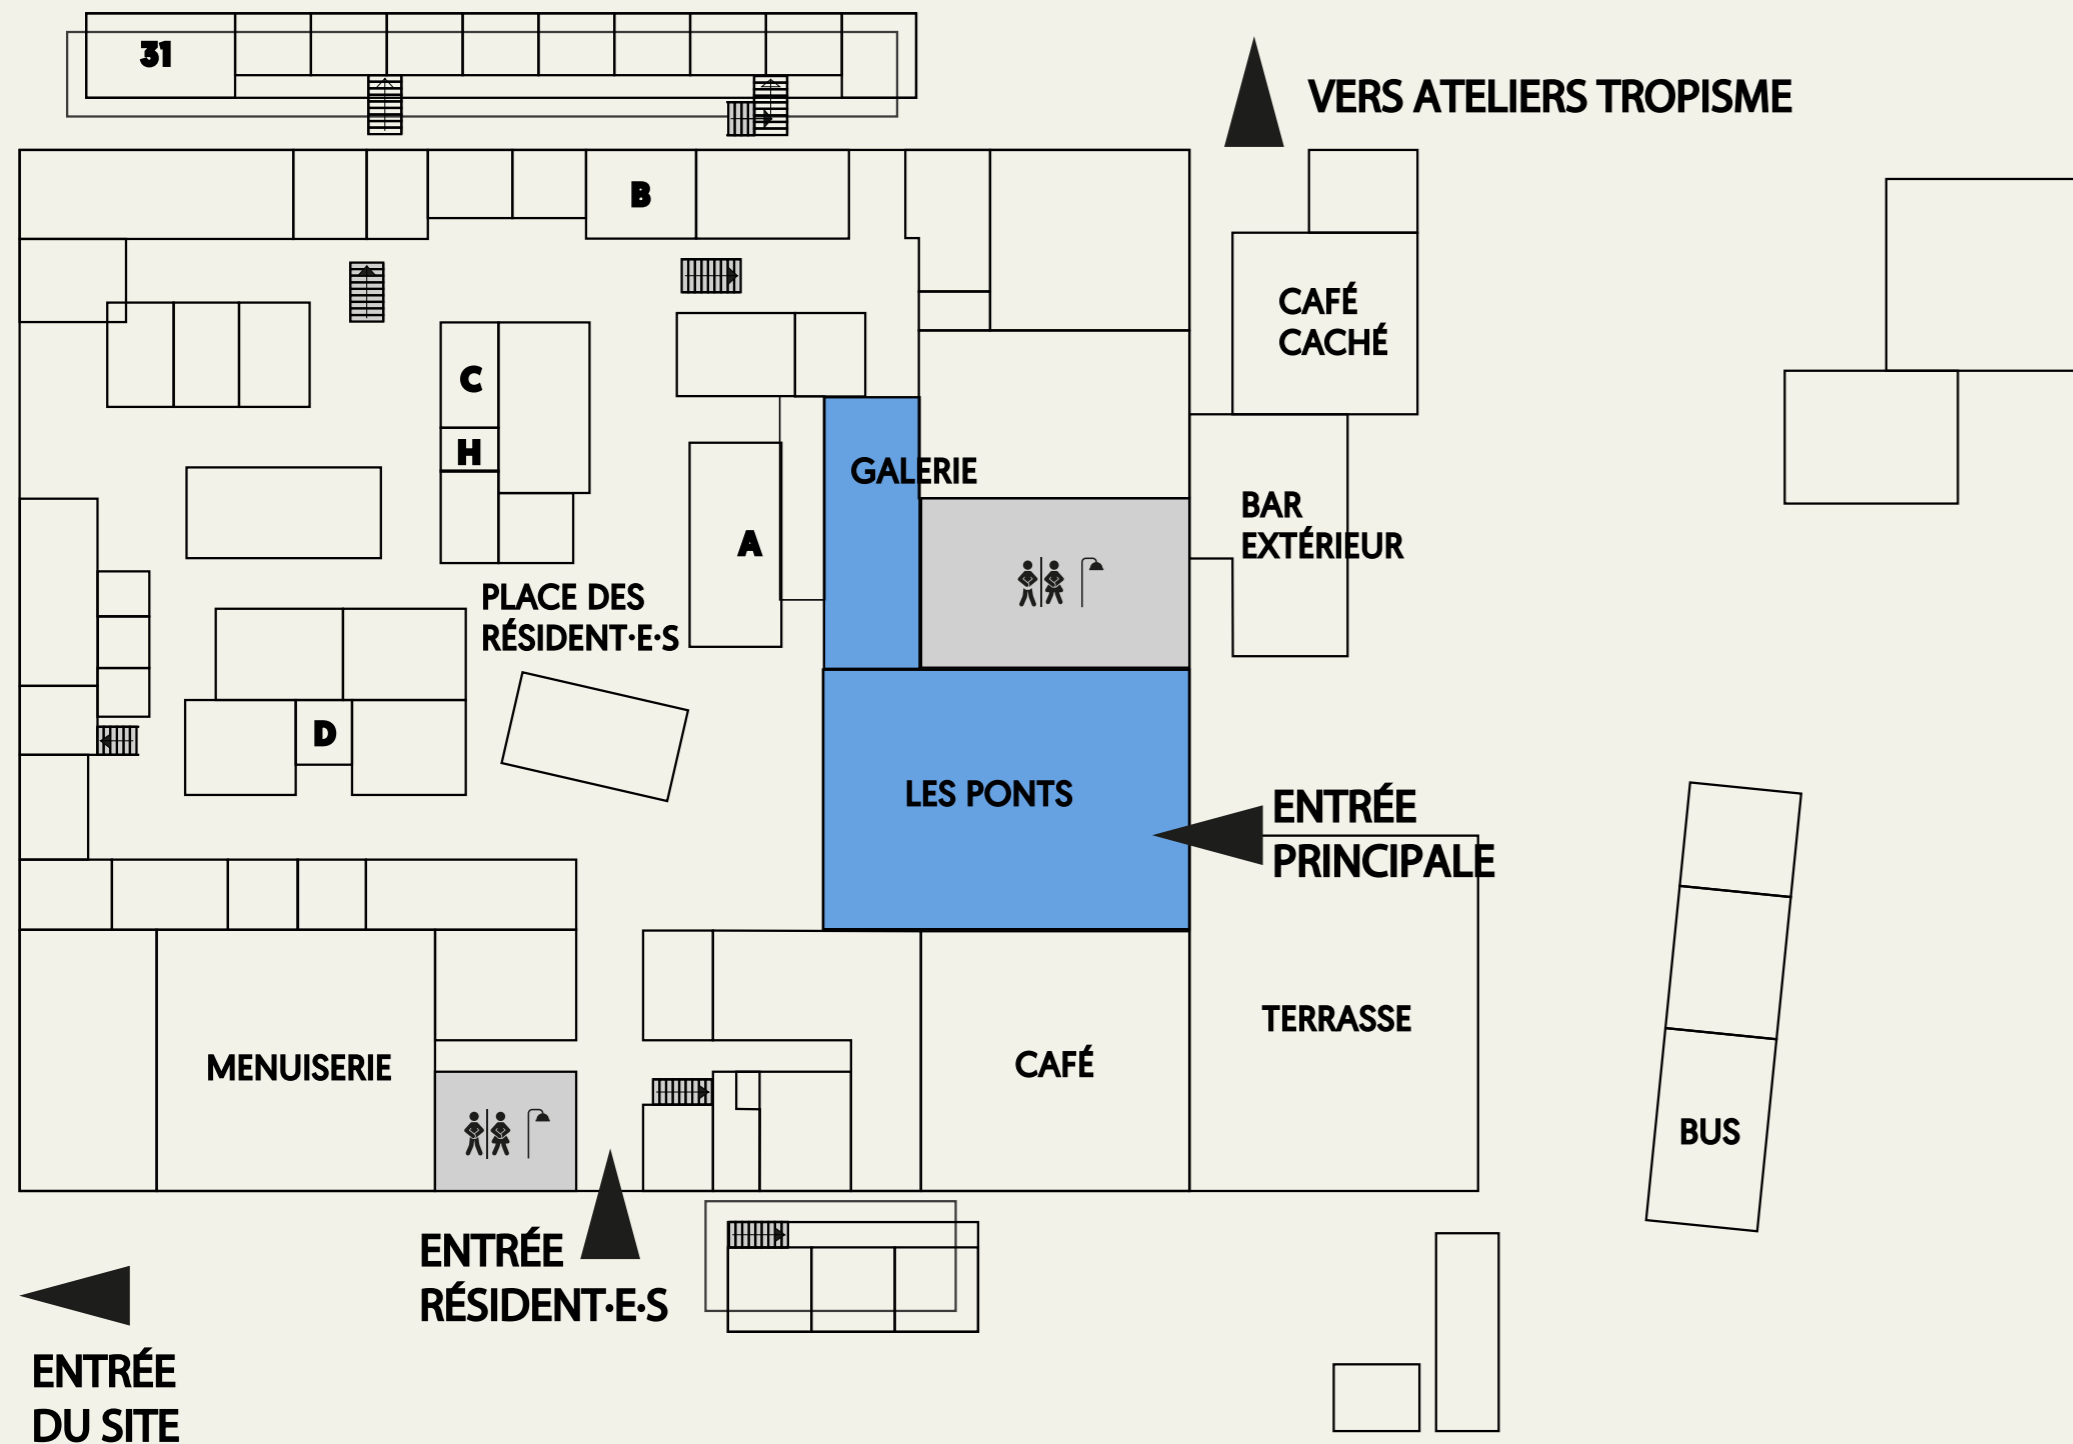 31
VERS ATELIERS TROPISME
B
CAFÉ
CACHÉ
C
H
GALERIE
BAR
EXTÉRIEUR
A
PLACE DES
RÉSIDENT·E·S
D
LES PONTS
ENTRÉE
PRINCIPALE
TERRASSE
MENUISERIE
CAFÉ
BUS
ENTRÉE
RÉSIDENT·E·S
ENTRÉE
DU SITE